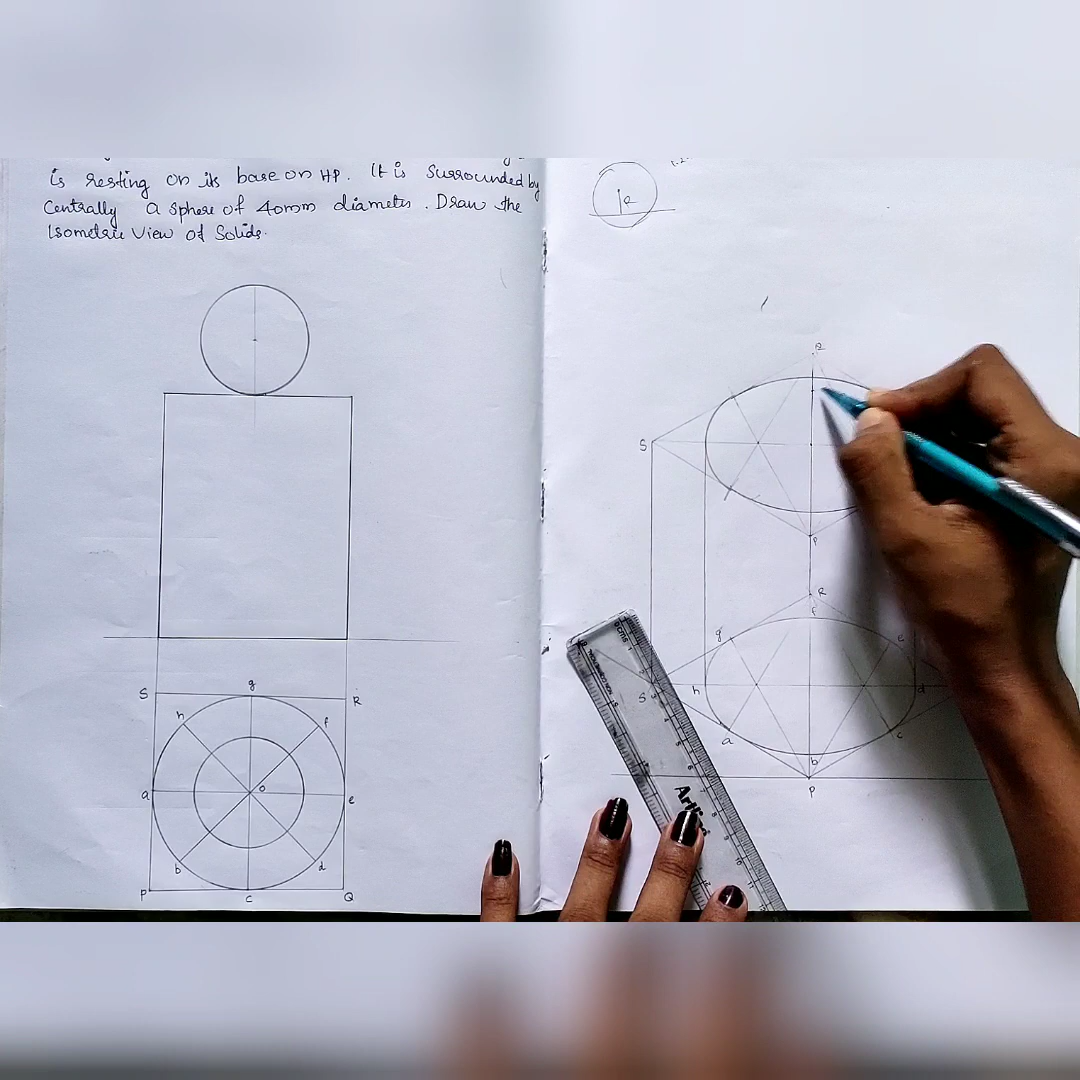 is resting on its base on HP. It is Surrounded by
Centrally a Sphere of 40mm diameter. Draw the
Isometric View of Solids.
R
R
S
P
R
f
g
E
h
d
S
a
c
b
P
S
g
R
h
f
a
o
e
b
d
P
c
Q